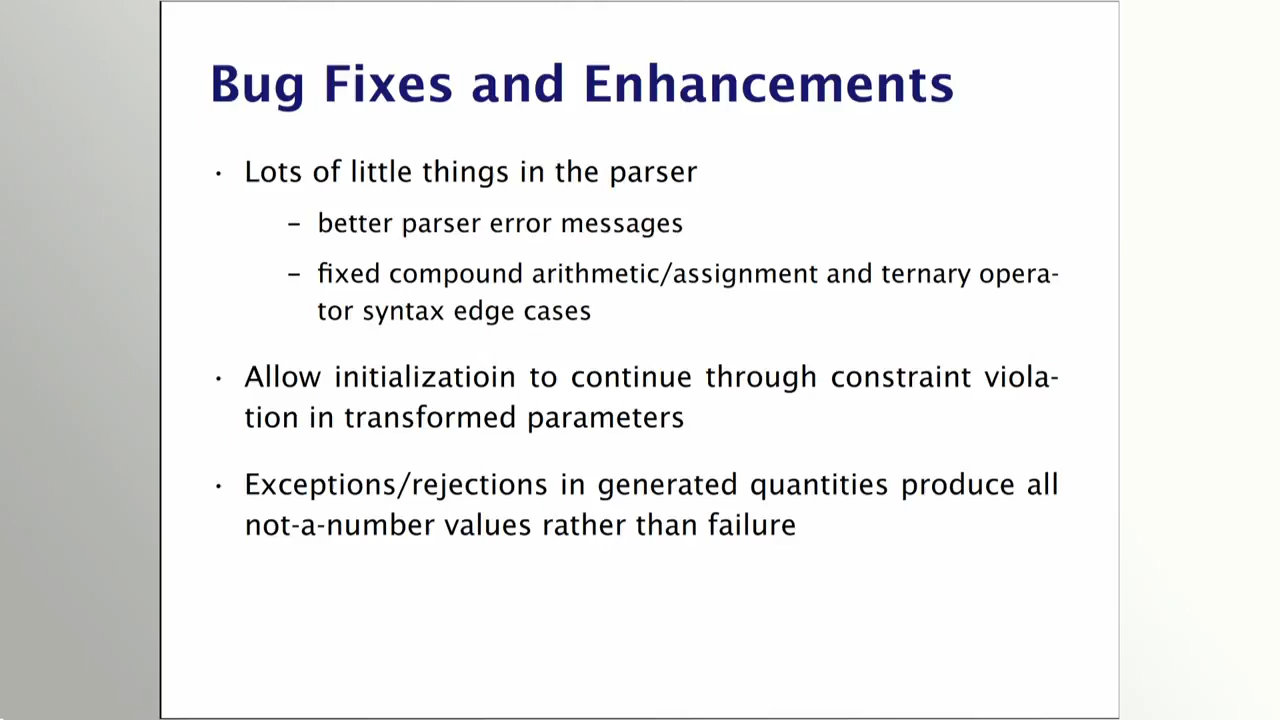 Bug Fixes and Enhancements
· Lots of little things in the parser
– better parser error messages
– fixed compound arithmetic/assignment and ternary opera-
tor syntax edge cases
· Allow initializatioin to continue through constraint viola-
tion in transformed parameters
· Exceptions/rejections in generated quantities produce all
not-a-number values rather than failure